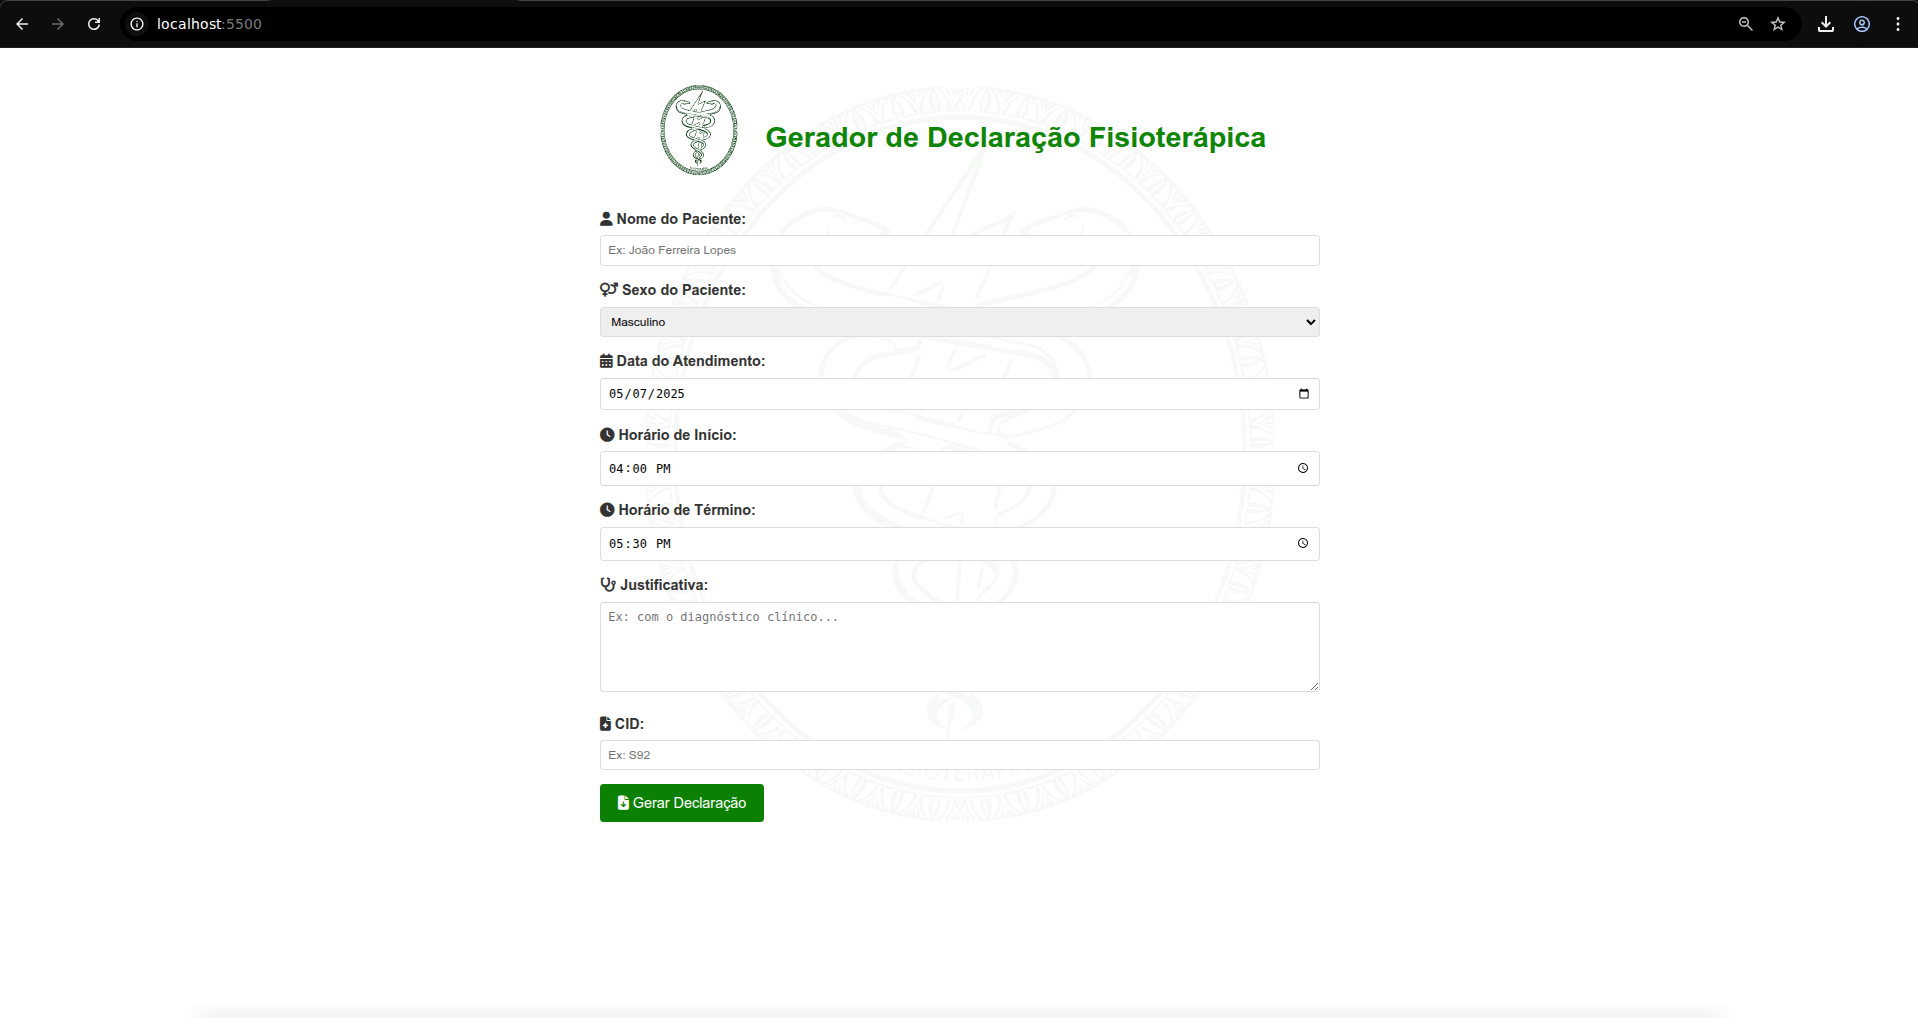 localhost:5500
Gerador de Declaração Fisioterápica
Nome do Paciente:
Ex: João Ferreira Lopes
Sexo do Paciente:
Masculino
Data do Atendimento:
05/07/2025
Horário de Início:
04:00 PM
Horário de Término:
05:30 PM
Justificativa:
Ex: com o diagnóstico clínico...
CID:
Ex: S92
Gerar Declaração